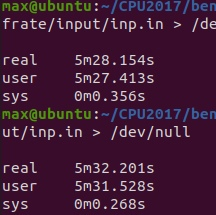 max@ubuntu:~/CPU2017/ben
frate/input/inp.in > /de
real 5m28.154s
user 5m27.413s
sys 0m0.356s
max@ubuntu:~/CPU2017/ben
ut/inp.in > /dev/null
real 5m32.201s
user 5m31.528s
sys 0m0.268s